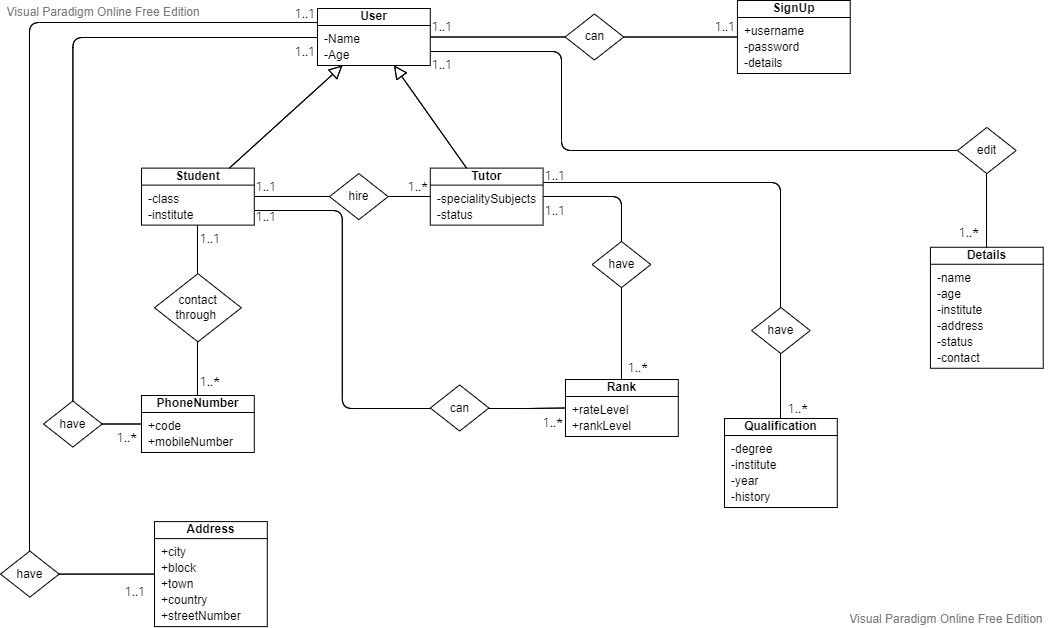 Visual Paradigm Online Free Edition
1..1
User
-Name
-Age
1..1
1..1
1..1
can
1..1
SignUp
+username
-password
-details
edit
1..*
Details
-name
-age
-institute
-address
-status
-contact
Student
-class
-institute
1..1
1..1
hire
1..*
Tutor
-specialitySubjects
-status
1..1
1..1
1..1
contact
through
1..*
have
1..*
have
1..*
PhoneNumber
+code
+mobileNumber
have
1..*
can
1..*
Rank
+rateLevel
+rankLevel
Qualification
-degree
-institute
-year
-history
have
1..1
Address
+city
+block
+town
+country
+streetNumber
Visual Paradigm Online Free Edition